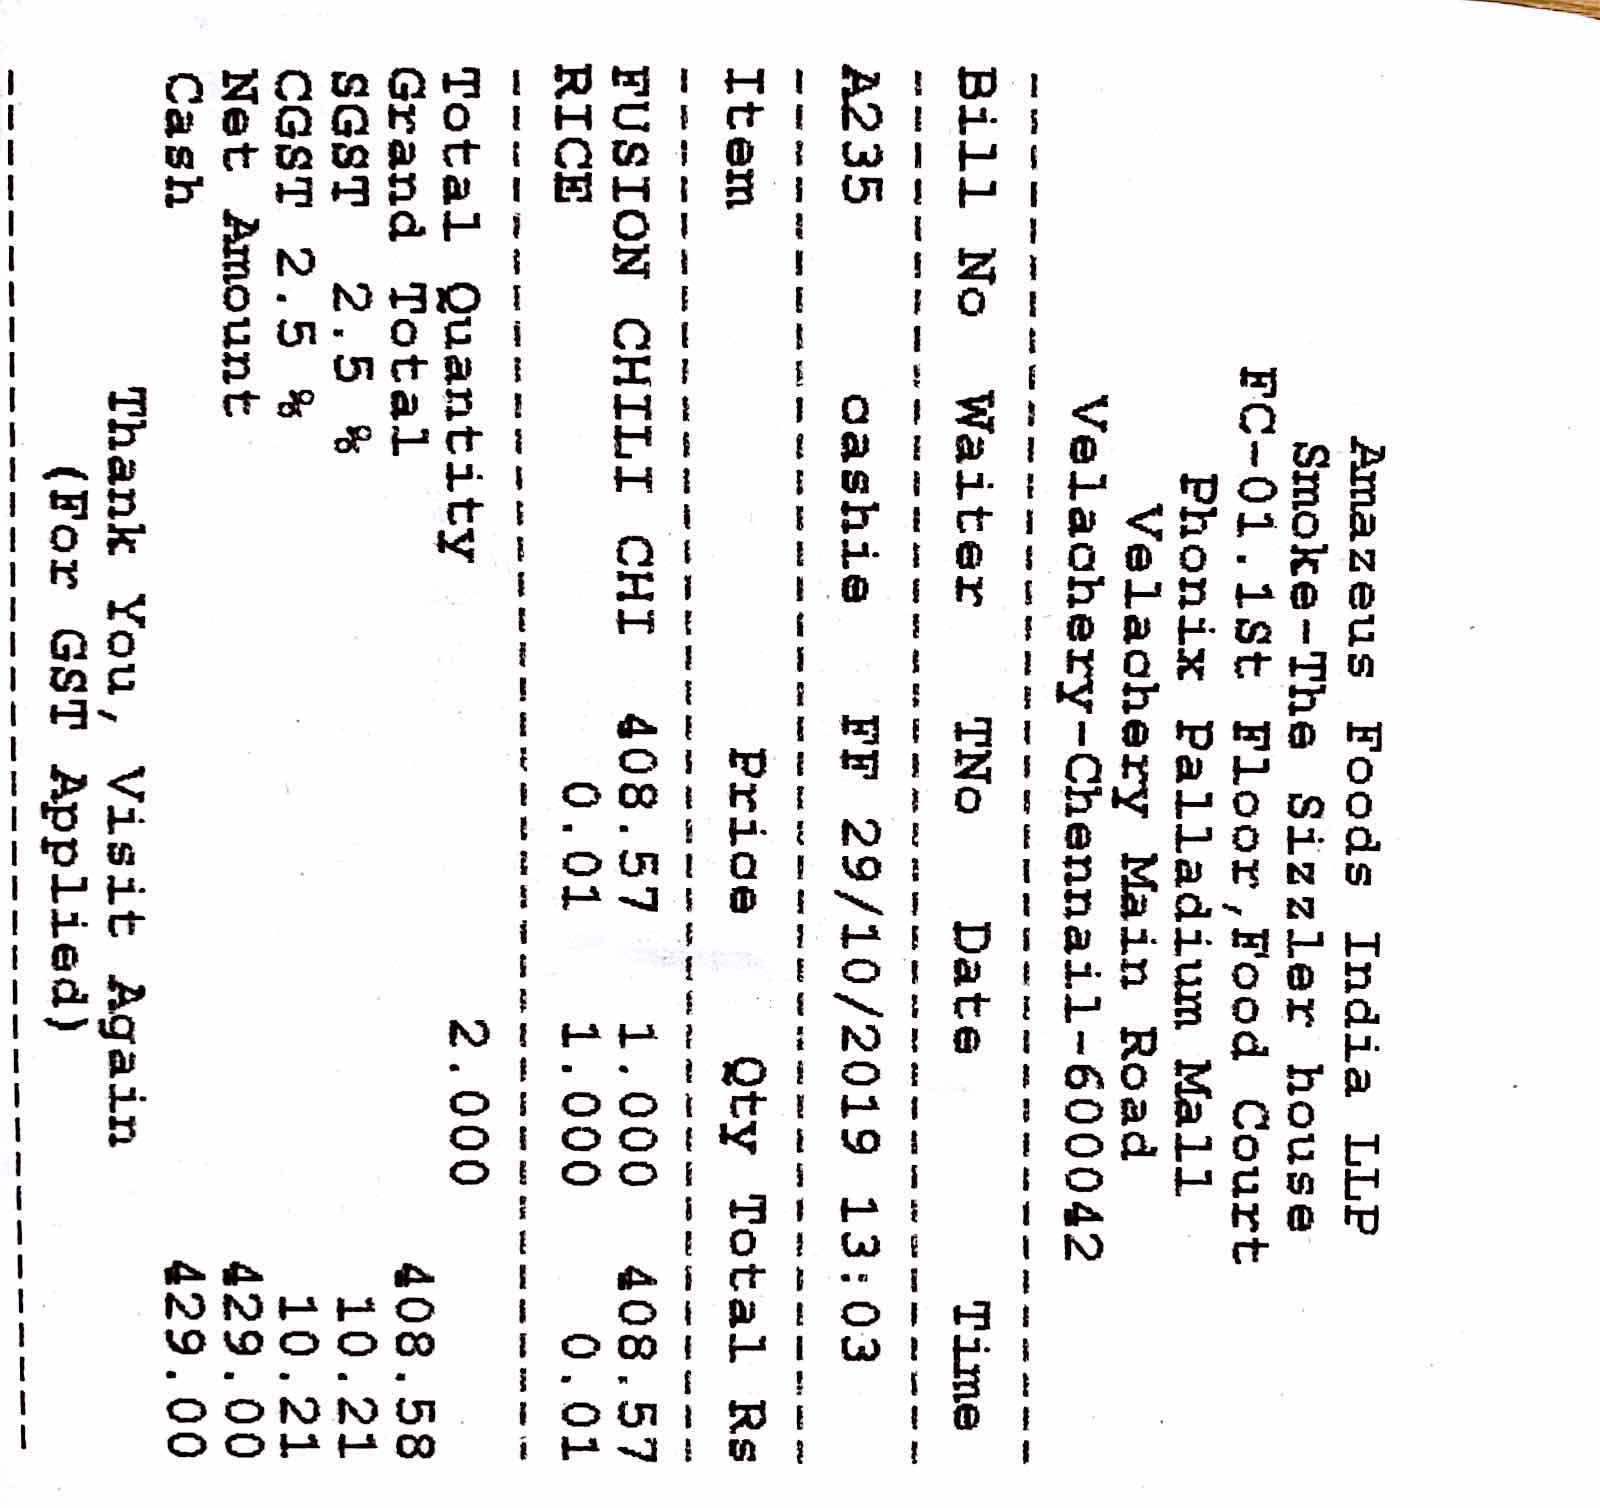 Amazeus Foods India LLP
Smoke-The Sizzler house
FC-01.1St Floor,Food Court
Phonix Palladium Mall
Velachery Main Road
Velachery-Chennail-600042
Bill No Waiter TNo Date Time
A235 oashie FF 29/10/2019 13:03
Item Price Qty Total Rs
FUSION CHILI CHI 408.57 1.000 408.57
RICE 0.01 1.000 0.01
Total Quantity 2.000
Grand Total 408.58
SGST 2.5 % 10.21
CGST 2.5 % 10.21
Net Amount 429.00
Cash 429.00
Thank You, Visit Again
(For GST Applied)